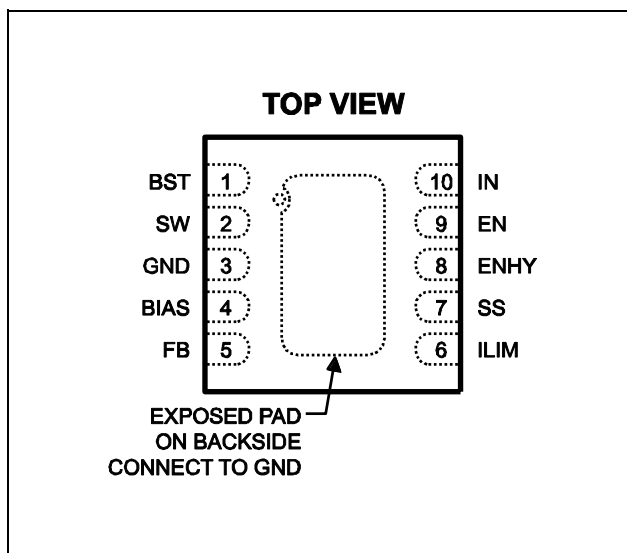 TOP VIEW
BST 1 10 IN
SW 2 9 EN
GND 3 8 ENHY
BIAS 4 7 SS
FB 5 6 ILIM
EXPOSED PAD
ON BACKSIDE
CONNECT TO GND